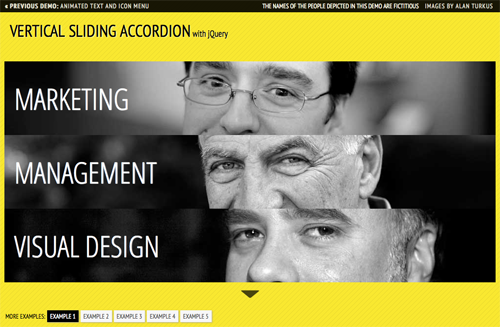 « PREVIOUS DEMO: ANIMATED TEXT AND ICON MENU THE NAMES OF THE PEOPLE DEPICTED IN THIS DEMO ARE FICTITIOUS IMAGES BY ALAN TURKUS
VERTICAL SLIDING ACCORDION with jQuery
MARKETING
MANAGEMENT
VISUAL DESIGN
MORE EXAMPLES: EXAMPLE 1 EXAMPLE 2 EXAMPLE 3 EXAMPLE 4 EXAMPLE 5